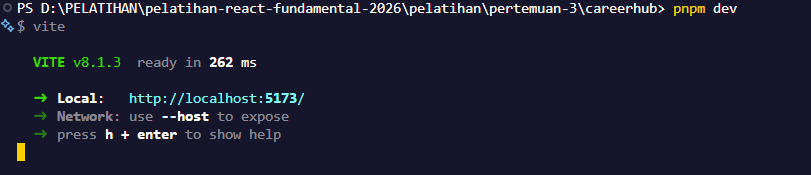 PS D:\PELATIHAN\pelatihan-react-fundamental-2026\pelatihan\pertemuan-3\careerhub> pnpm dev
$ vite
VITE v8.1.3 ready in 262 ms
➜ Local: http://localhost:5173/
➜ Network: use --host to expose
➜ press h + enter to show help